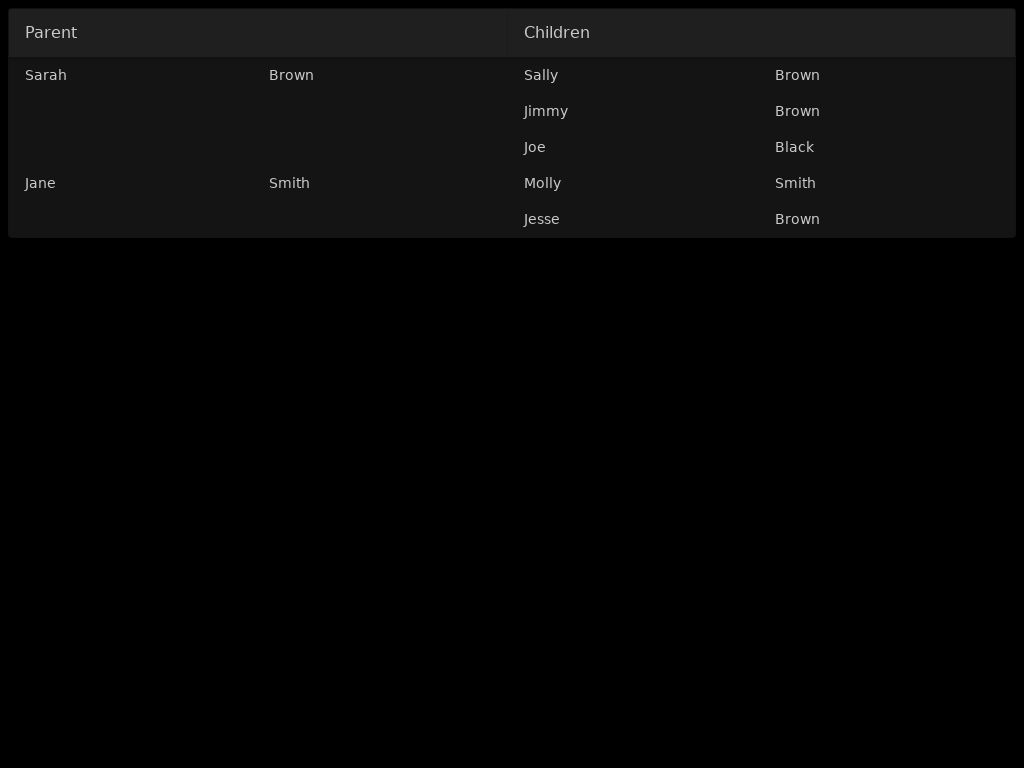 Parent Children
Sarah Brown Sally Brown
Jimmy Brown
Joe Black
Jane Smith Molly Smith
Jesse Brown